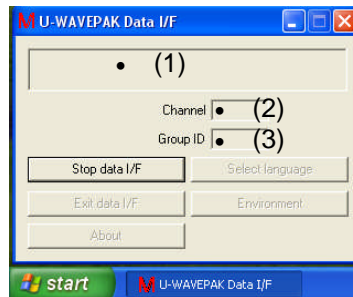 M U-WAVEPAK Data I/F
(1)
Channel (2)
Group ID (3)
Stop data I/F Select language
Exit data I/F Environment
About
start M U-WAVEPAK Data I/F